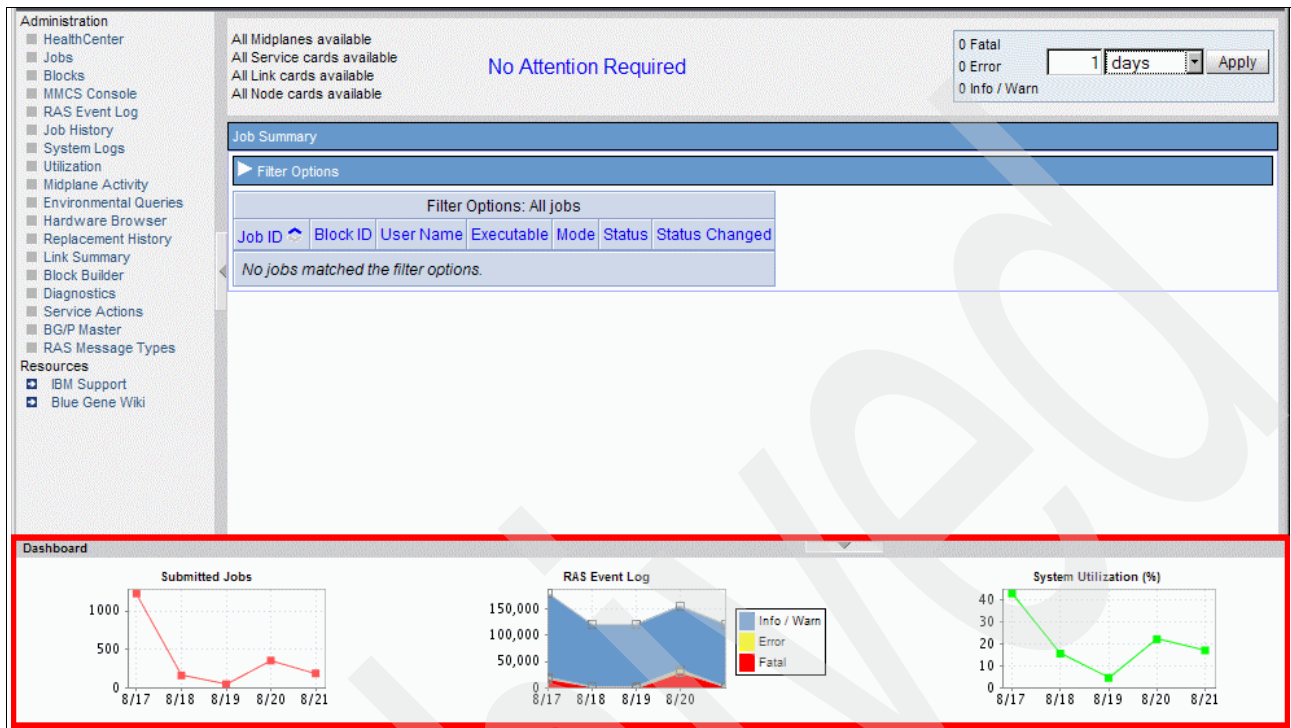 Administration
HealthCenter
Jobs
Blocks
MMCS Console
RAS Event Log
Job History
System Logs
Utilization
Midplane Activity
Environmental Queries
Hardware Browser
Replacement History
Link Summary
Block Builder
Diagnostics
Service Actions
BG/P Master
RAS Message Types
Resources
IBM Support
Blue Gene Wiki
All Midplanes available
All Service cards available
All Link cards available
All Node cards available
No Attention Required
0 Fatal
0 Error
0 Info / Warn
1 days Apply
Job Summary
Filter Options
Filter Options: All jobs
Job ID Block ID User Name Executable Mode Status Status Changed
No jobs matched the filter options.
Dashboard
Submitted Jobs
1000
500
0
8/17 8/18 8/19 8/20 8/21
RAS Event Log
150,000
100,000
50,000
0
8/17 8/18 8/19 8/20
Info / Warn
Error
Fatal
System Utilization (%)
40
30
20
10
0
8/17 8/18 8/19 8/20 8/21